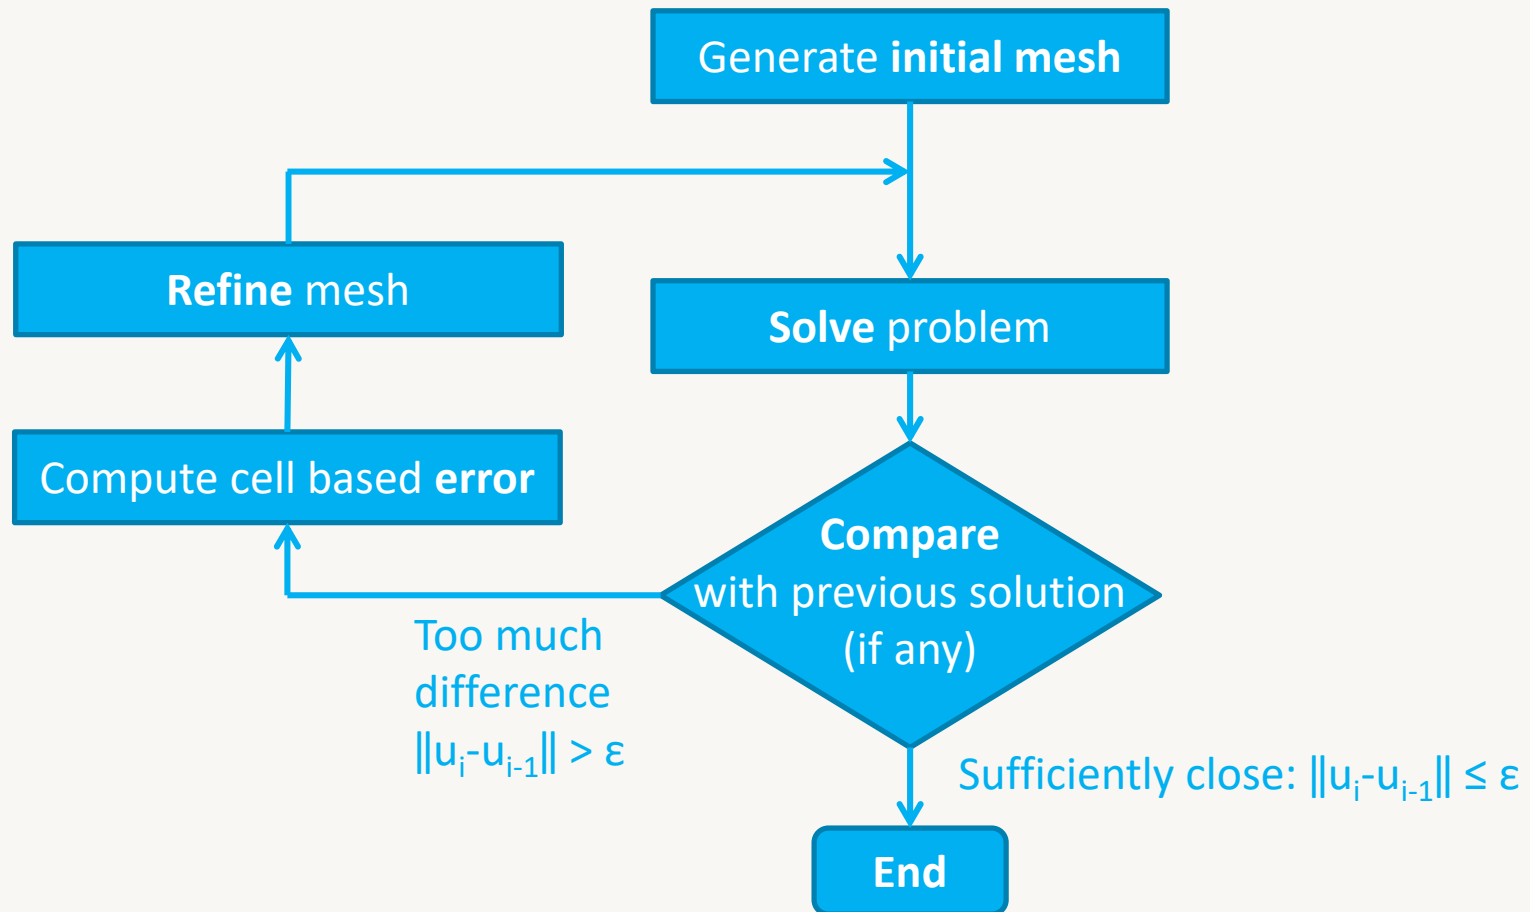 Generate initial mesh
Refine mesh
Solve problem
Compute cell based error
Compare
with previous solution
(if any)
Too much
difference
‖uᵢ-uᵢ₋₁‖ > ε
Sufficiently close: ‖uᵢ-uᵢ₋₁‖ ≤ ε
End